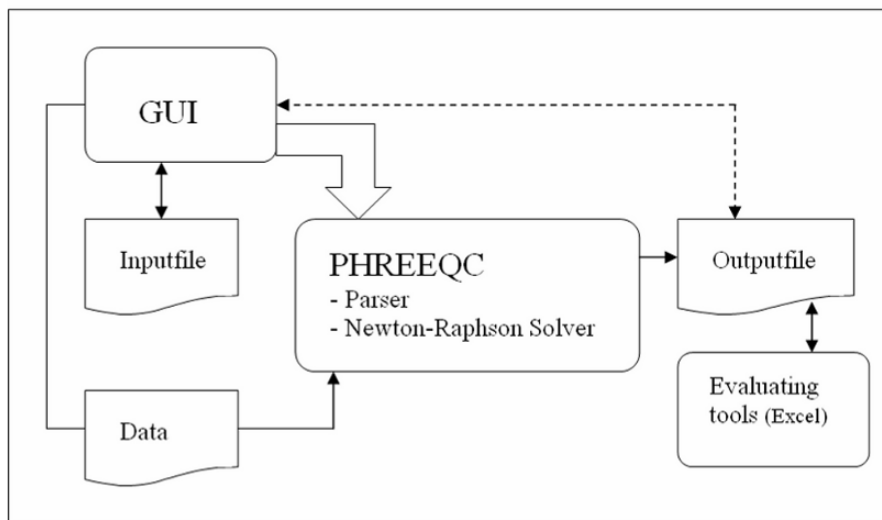 GUI
Inputfile
PHREEQC
- Parser
- Newton-Raphson Solver
Outputfile
Data
Evaluating
tools (Excel)